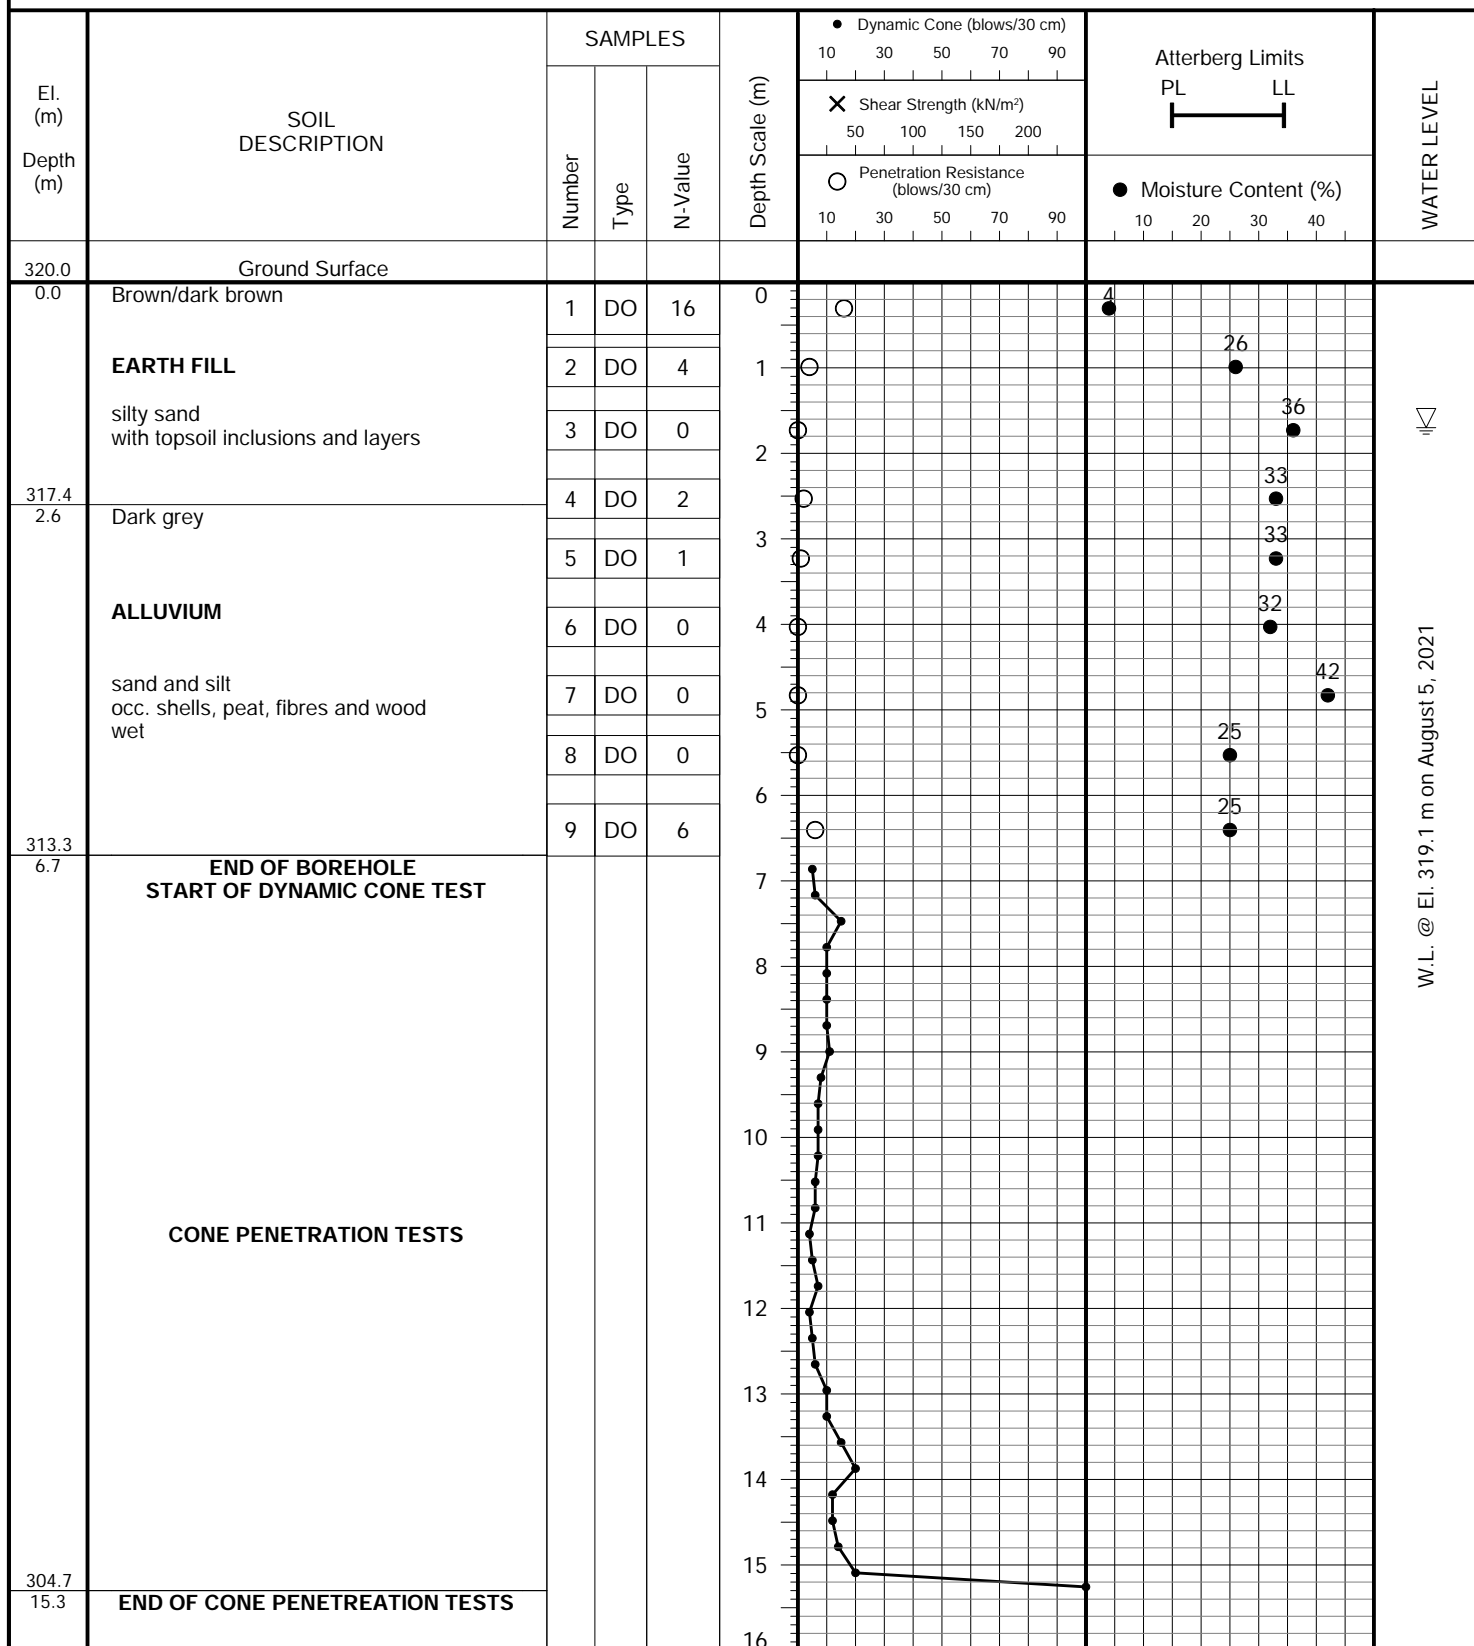 El.
(m)
Depth
(m)
SOIL
DESCRIPTION
SAMPLES
Number
Type
N-Value
Depth Scale (m)
Dynamic Cone (blows/30 cm)
10 30 50 70 90
Shear Strength (kN/m²)
50 100 150 200
Penetration Resistance
(blows/30 cm)
10 30 50 70 90
Atterberg Limits
PL LL
Moisture Content (%)
10 20 30 40
WATER LEVEL
320.0 Ground Surface
0.0 Brown/dark brown
1 DO 16 0 4
EARTH FILL
2 DO 4 1 26
silty sand
with topsoil inclusions and layers
3 DO 0 36
2
317.4
4 DO 2 33
2.6 Dark grey
3
5 DO 1 33
ALLUVIUM
6 DO 0 4 32
sand and silt
occ. shells, peat, fibres and wood
wet
7 DO 0 42
5
8 DO 0 25
6
9 DO 6 25
313.3
6.7 END OF BOREHOLE
START OF DYNAMIC CONE TEST
7
8
9
10
11
CONE PENETRATION TESTS
12
13
14
15
304.7
15.3 END OF CONE PENETREATION TESTS
16
W.L. @ El. 319.1 m on August 5, 2021